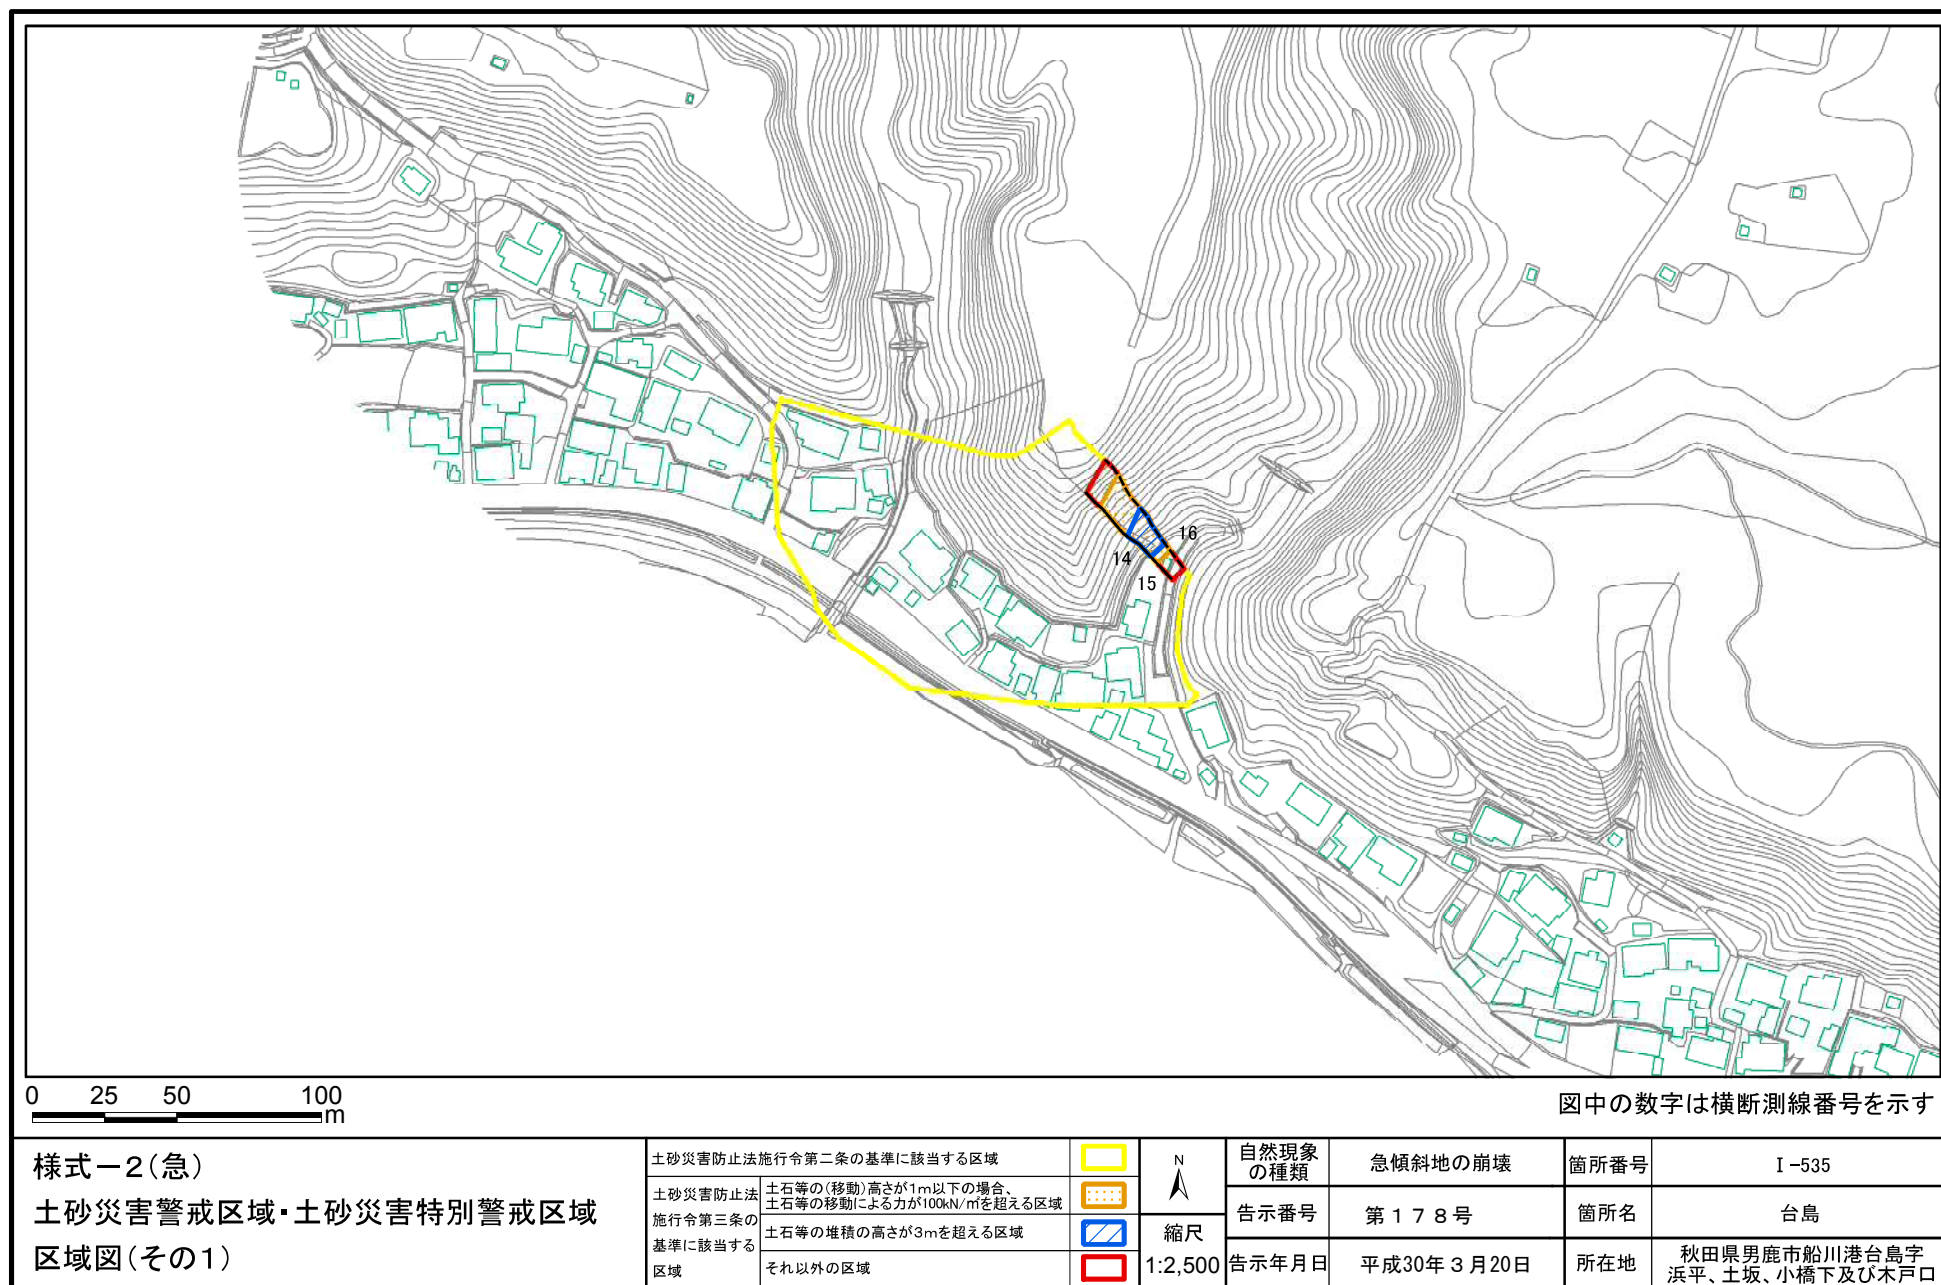 16
14
15
0 25 50 100
m
図中の数字は横断測線番号を示す
様式－2（急）
土砂災害警戒区域・土砂災害特別警戒区域
区域図（その1）
土砂災害防止法施行令第二条の基準に該当する区域
土砂災害防止法
施行令第三条の
基準に該当する
区域
土石等の（移動）高さが1ｍ以下の場合、
土石等の移動による力が100kN/㎡を超える区域
土石等の堆積の高さが3ｍを超える区域
それ以外の区域
N
縮尺
1:2,500
自然現象
の種類
急傾斜地の崩壊
箇所番号
Ⅰ-535
告示番号
第１７８号
箇所名
台島
告示年月日
平成30年３月20日
所在地
秋田県男鹿市船川港台島字
浜平、土坂、小橋下及び木戸口